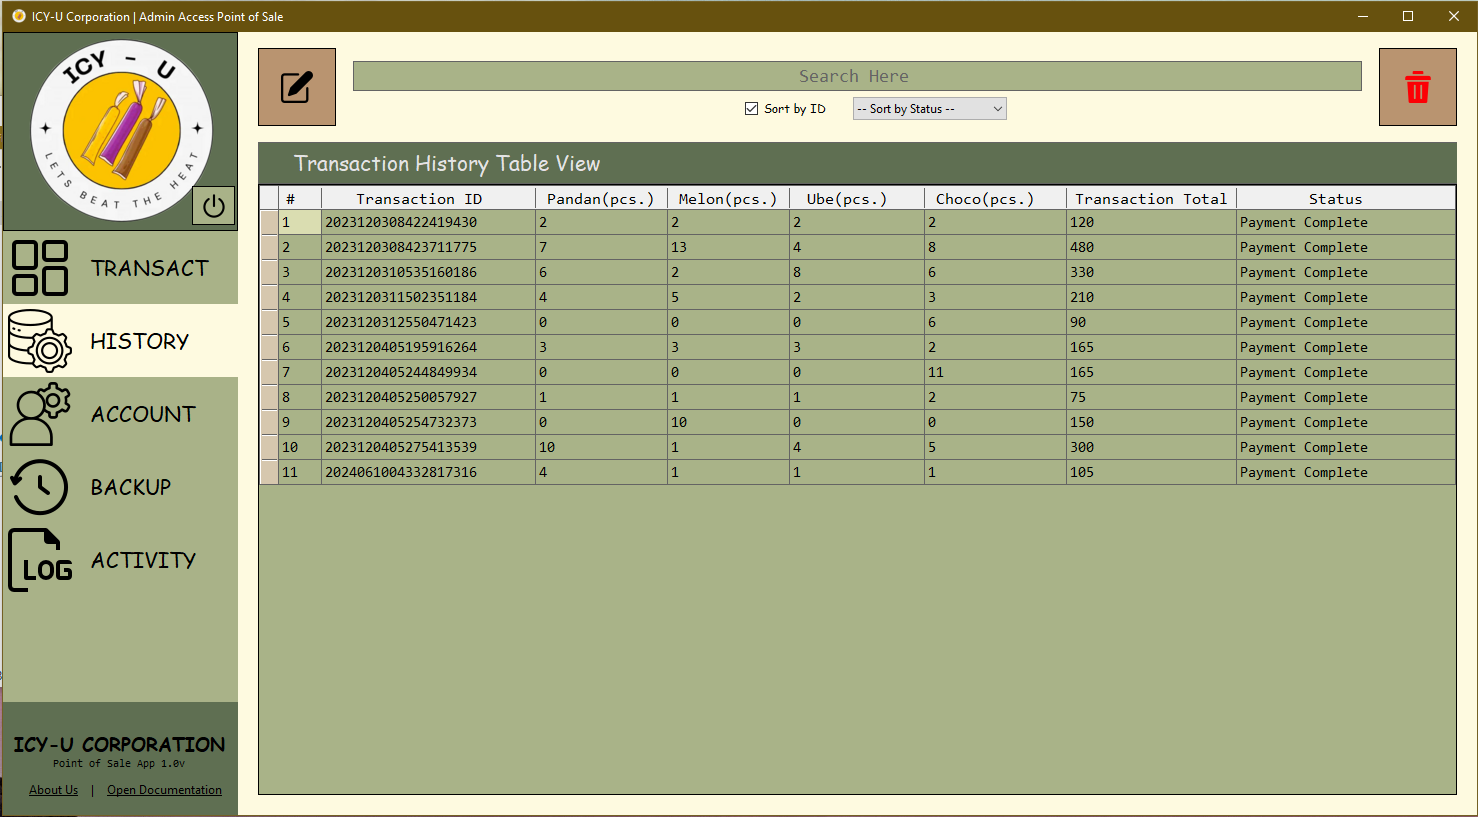 ICY-U Corporation | Admin Access Point of Sale
ICY - U
LETS BEAT THE HEAT
TRANSACT
HISTORY
ACCOUNT
BACKUP
LOG ACTIVITY
ICY-U CORPORATION
Point of Sale App 1.0v
About Us | Open Documentation
Search Here
Sort by ID -- Sort by Status --
Transaction History Table View
# Transaction ID Pandan(pcs.) Melon(pcs.) Ube(pcs.) Choco(pcs.) Transaction Total Status
1 2023120308422419430 2 2 2 2 120 Payment Complete
2 2023120308423711775 7 13 4 8 480 Payment Complete
3 2023120310535160186 6 2 8 6 330 Payment Complete
4 2023120311502351184 4 5 2 3 210 Payment Complete
5 2023120312550471423 0 0 0 6 90 Payment Complete
6 2023120405195916264 3 3 3 2 165 Payment Complete
7 2023120405244849934 0 0 0 11 165 Payment Complete
8 2023120405250057927 1 1 1 2 75 Payment Complete
9 2023120405254732373 0 10 0 0 150 Payment Complete
10 2023120405275413539 10 1 4 5 300 Payment Complete
11 2024061004332817316 4 1 1 1 105 Payment Complete